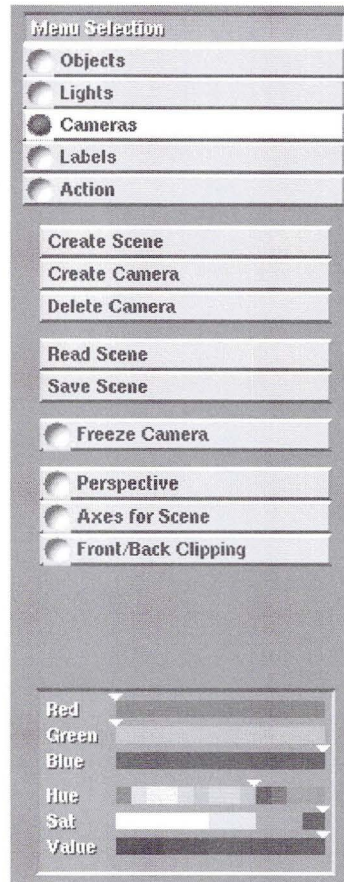 Menu Selection
Objects
Lights
Cameras
Labels
Action
Create Scene
Create Camera
Delete Camera
Read Scene
Save Scene
Freeze Camera
Perspective
Axes for Scene
Front/Back Clipping
Red
Green
Blue
Hue
Sat
Value